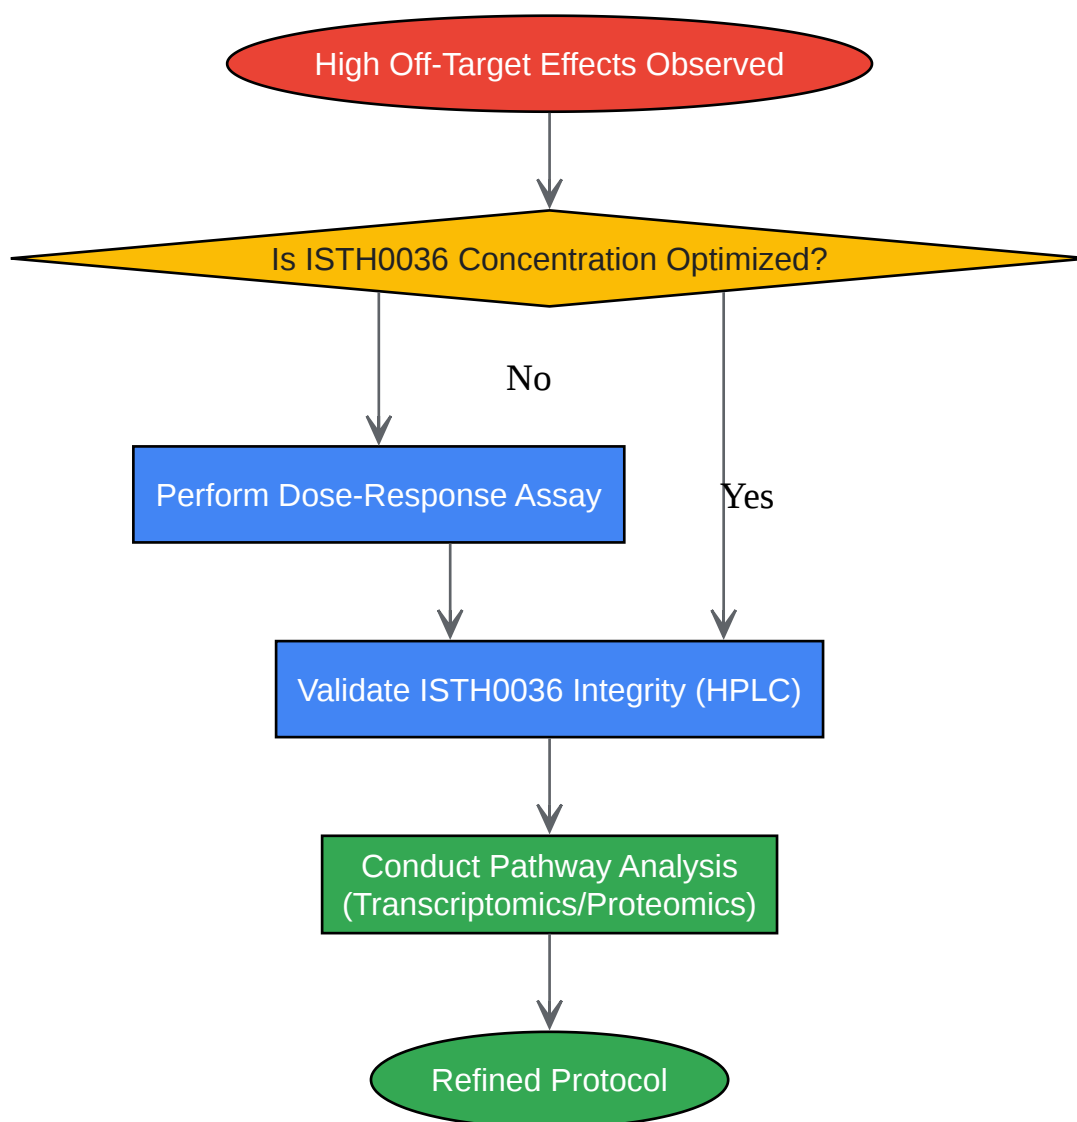 High Off-Target Effects Observed
Is ISTH0036 Concentration Optimized?
No
Perform Dose-Response Assay
Yes
Validate ISTH0036 Integrity (HPLC)
Conduct Pathway Analysis
(Transcriptomics/Proteomics)
Refined Protocol